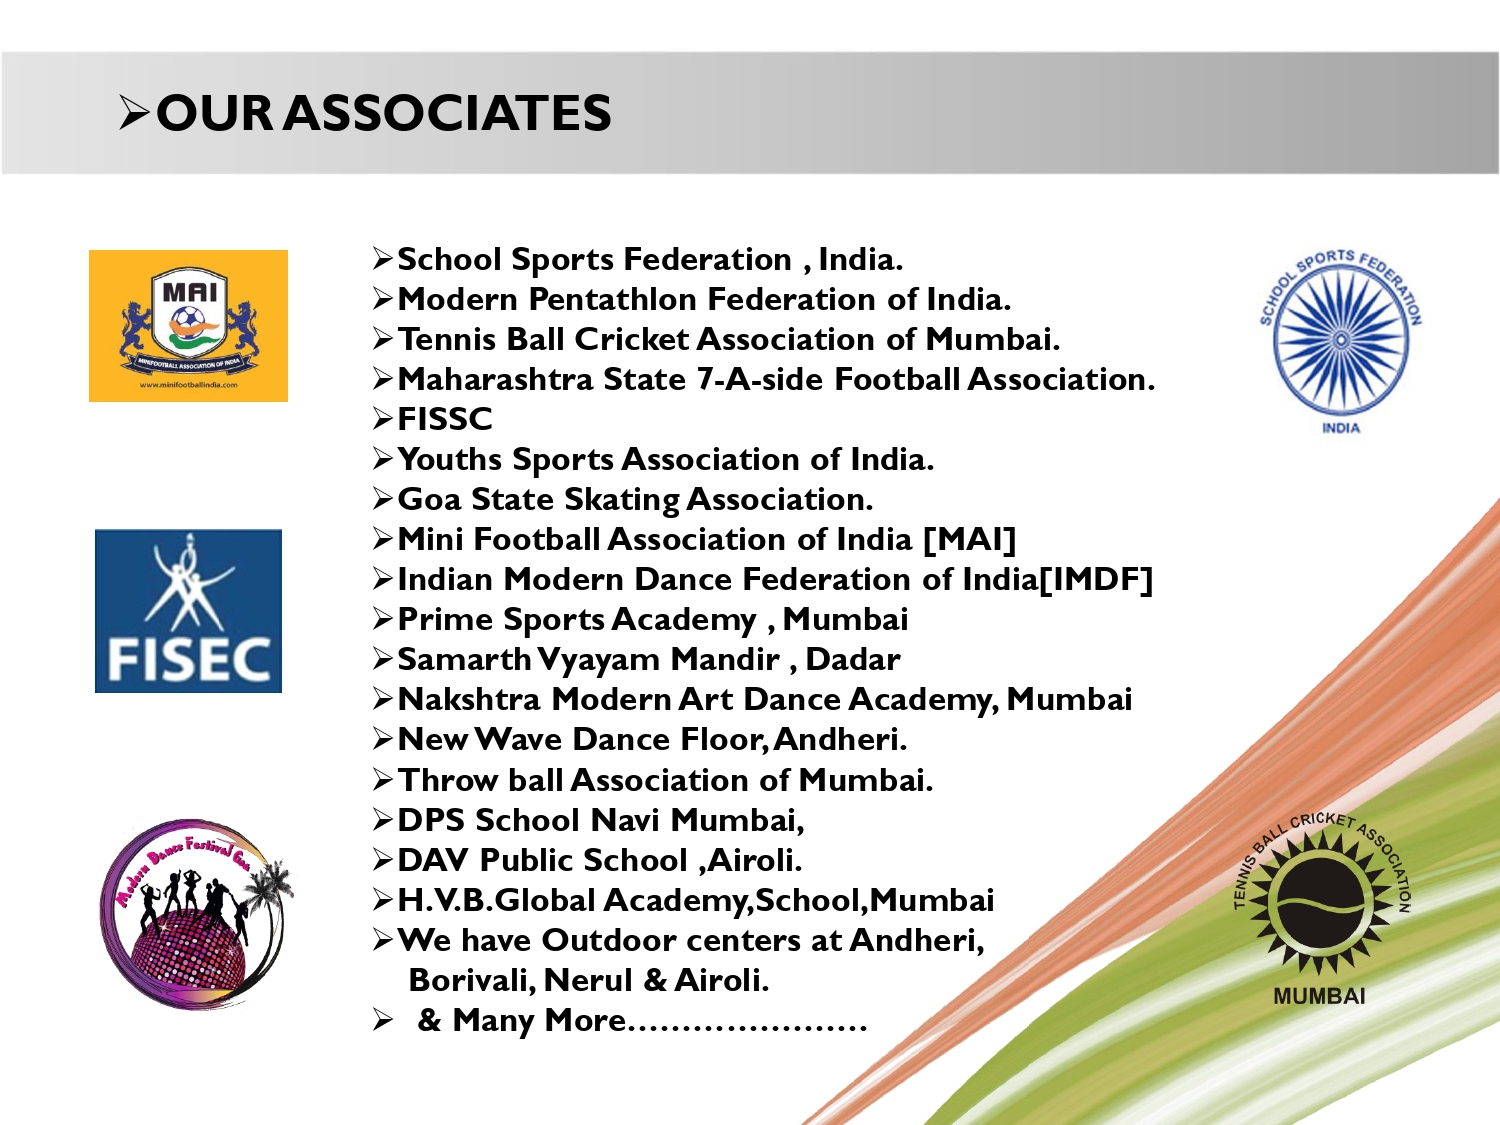 ➢OUR ASSOCIATES
MAI
MINIFOOTBALL ASSOCIATION OF INDIA
www.minifootballindia.com
FISEC
Modern Dance Festival Goa
➢School Sports Federation , India.
➢Modern Pentathlon Federation of India.
➢Tennis Ball Cricket Association of Mumbai.
➢Maharashtra State 7-A-side Football Association.
➢FISSC
➢Youths Sports Association of India.
➢Goa State Skating Association.
➢Mini Football Association of India [MAI]
➢Indian Modern Dance Federation of India[IMDF]
➢Prime Sports Academy , Mumbai
➢Samarth Vyayam Mandir , Dadar
➢Nakshtra Modern Art Dance Academy, Mumbai
➢New Wave Dance Floor, Andheri.
➢Throw ball Association of Mumbai.
➢DPS School Navi Mumbai,
➢DAV Public School ,Airoli.
➢H.V.B.Global Academy,School,Mumbai
➢We have Outdoor centers at Andheri,
Borivali, Nerul & Airoli.
➢ & Many More……………………
SCHOOL SPORTS FEDERATION
INDIA
TENNIS BALL CRICKET ASSOCIATION
MUMBAI